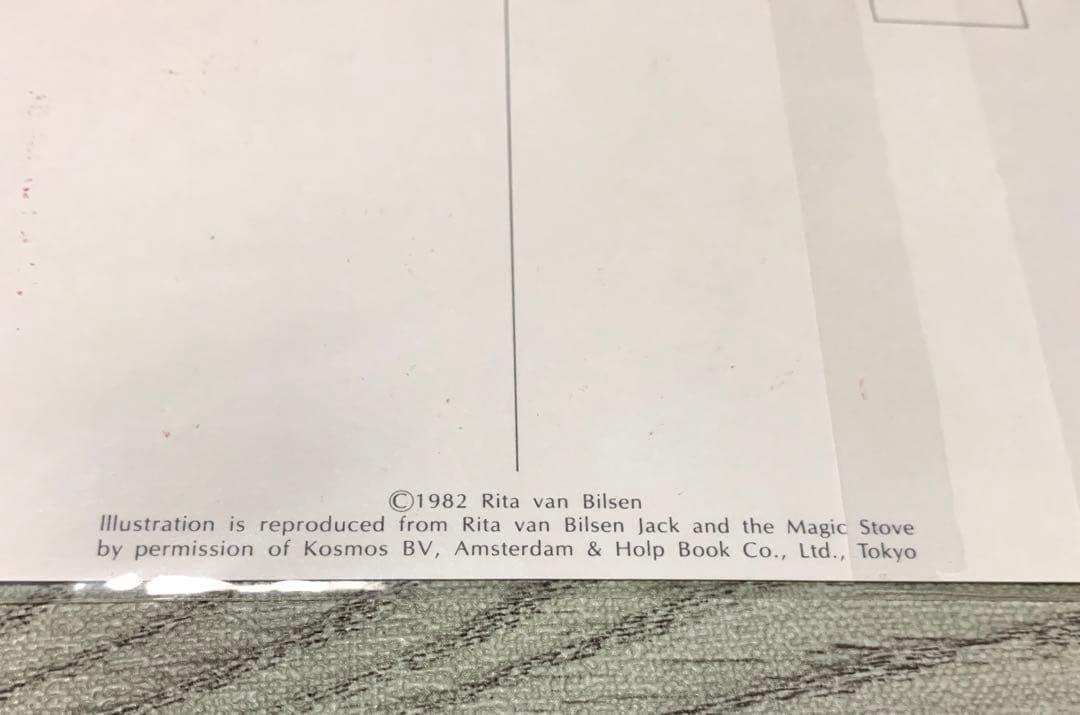 ©1982 Rita van Bilsen
Illustration is reproduced from Rita van Bilsen Jack and the Magic Stove
by permission of Kosmos BV, Amsterdam & Holp Book Co., Ltd., Tokyo